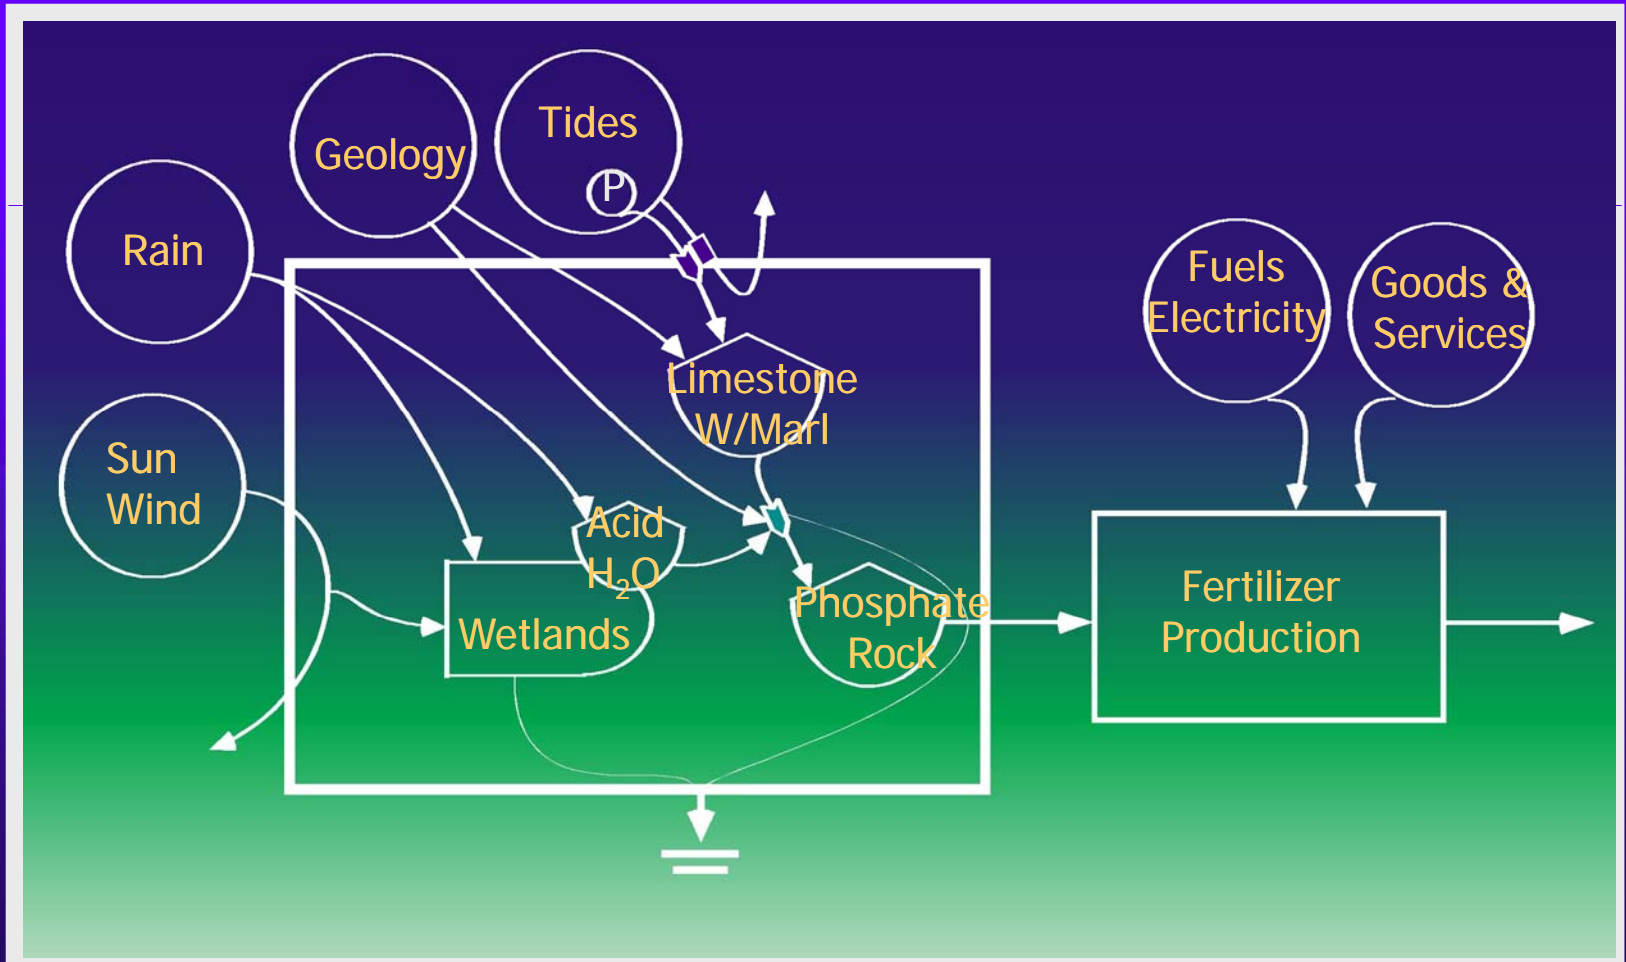 Tides
P
Geology
Rain
Fuels
Electricity
Goods &
Services
Limestone
W/Marl
Sun
Wind
Acid
H₂O
Wetlands
Phosphate
Rock
Fertilizer
Production